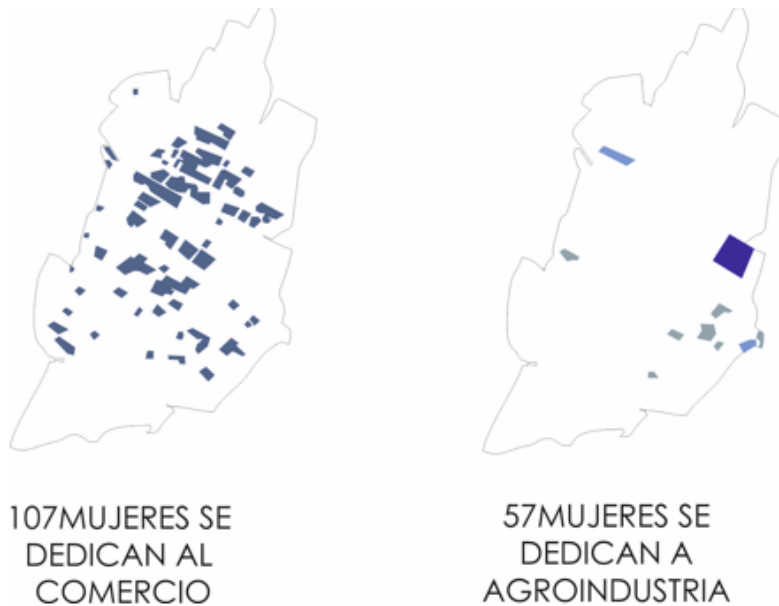 107MUJERES SE
DEDICAN AL
COMERCIO
57MUJERES SE
DEDICAN A
AGROINDUSTRIA